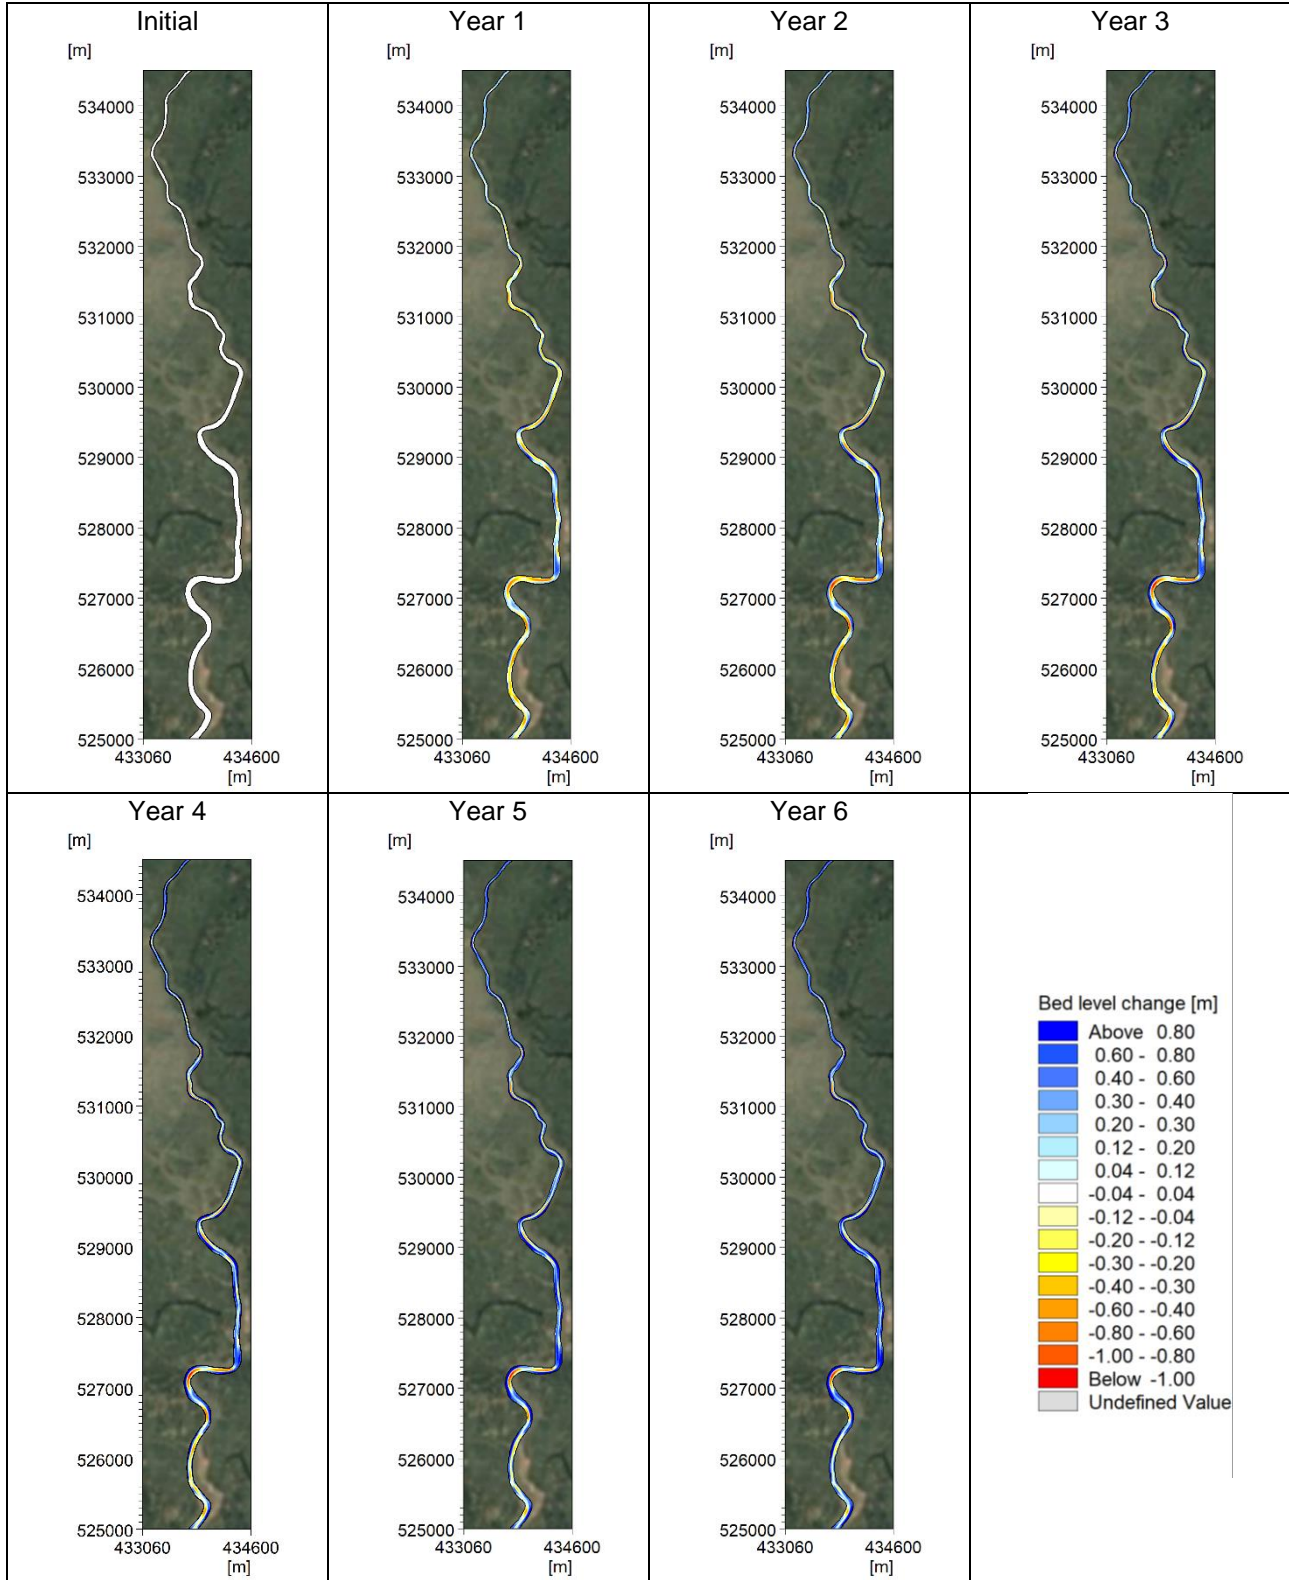 Initial
[m]
534000
533000
532000
531000
530000
529000
528000
527000
526000
525000
433060 434600
[m]
Year 1
[m]
534000
533000
532000
531000
530000
529000
528000
527000
526000
525000
433060 434600
[m]
Year 2
[m]
534000
533000
532000
531000
530000
529000
528000
527000
526000
525000
433060 434600
[m]
Year 3
[m]
534000
533000
532000
531000
530000
529000
528000
527000
526000
525000
433060 434600
[m]
Year 4
[m]
534000
533000
532000
531000
530000
529000
528000
527000
526000
525000
433060 434600
[m]
Year 5
[m]
534000
533000
532000
531000
530000
529000
528000
527000
526000
525000
433060 434600
[m]
Year 6
[m]
534000
533000
532000
531000
530000
529000
528000
527000
526000
525000
433060 434600
[m]
Bed level change [m]
Above 0.80
0.60 - 0.80
0.40 - 0.60
0.30 - 0.40
0.20 - 0.30
0.12 - 0.20
0.04 - 0.12
-0.04 - 0.04
-0.12 - -0.04
-0.20 - -0.12
-0.30 - -0.20
-0.40 - -0.30
-0.60 - -0.40
-0.80 - -0.60
-1.00 - -0.80
Below -1.00
Undefined Value